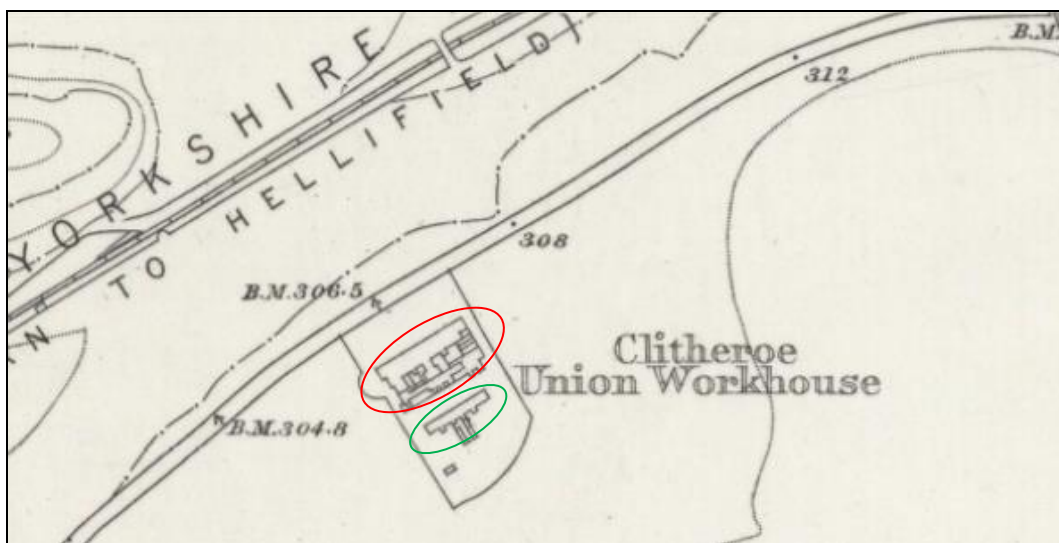 YORKSHIRE
TO HELLIFIELD)
312
308
B.M.306·5
Clitheroe
Union Workhouse
B.M.304·8